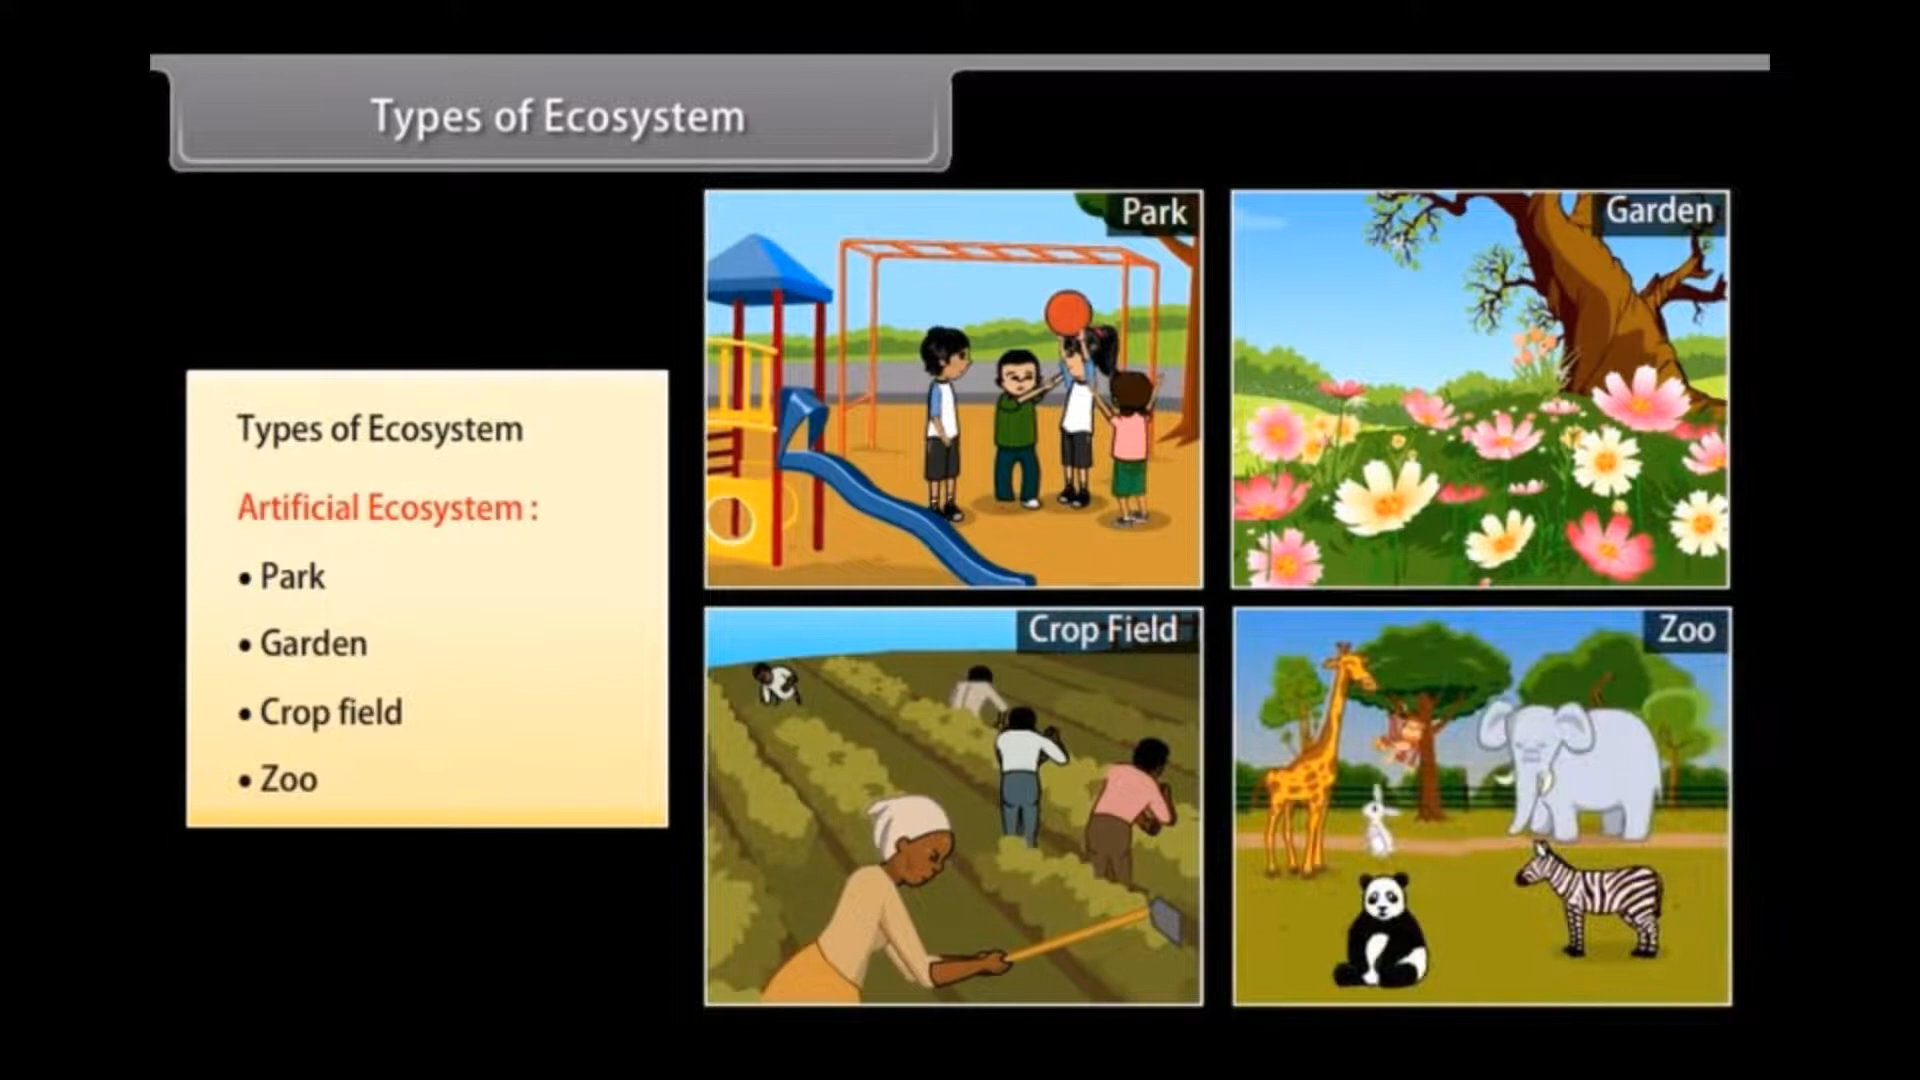 Types of Ecosystem
Types of Ecosystem
Artificial Ecosystem :
• Park
• Garden
• Crop field
• Zoo
Park
Garden
Crop Field
Zoo